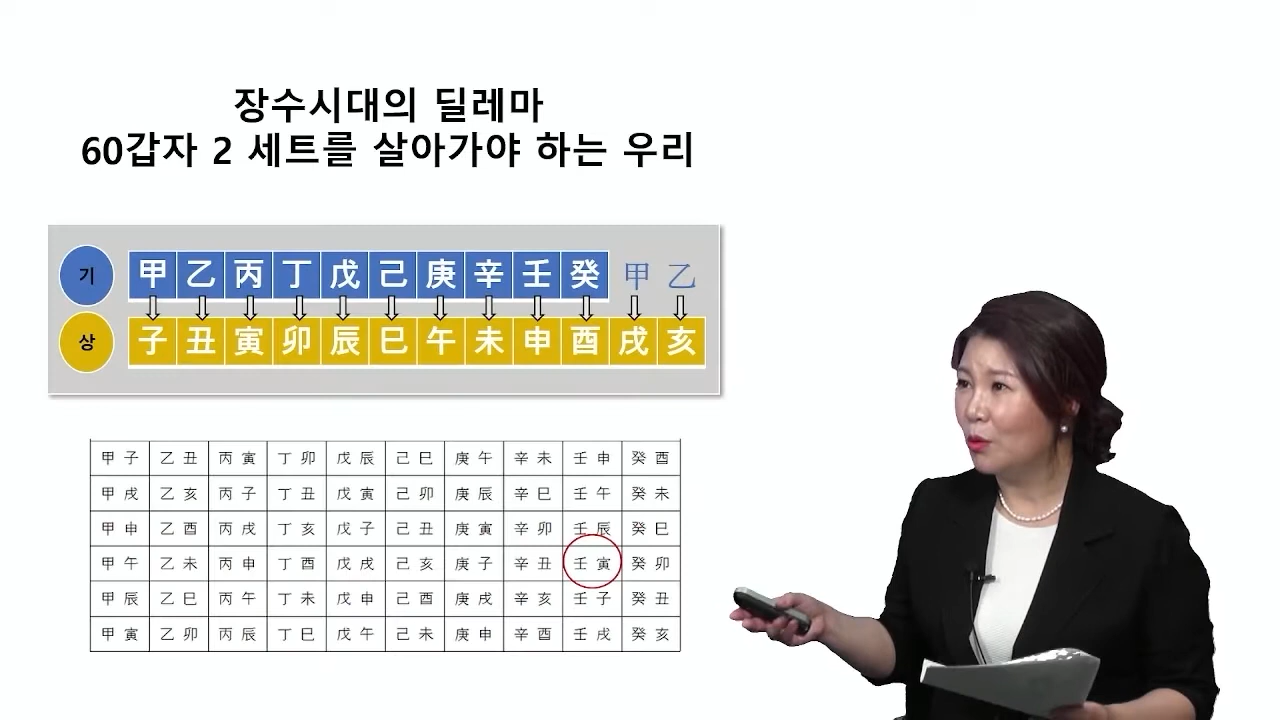 장수시대의 딜레마
60갑자 2 세트를 살아가야 하는 우리
기 甲 乙 丙 丁 戊 己 庚 辛 壬 癸 甲 乙
상 子 丑 寅 卯 辰 巳 午 未 申 酉 戌 亥
甲子 乙丑 丙寅 丁卯 戊辰 己巳 庚午 辛未 壬申 癸酉
甲戌 乙亥 丙子 丁丑 戊寅 己卯 庚辰 辛巳 壬午 癸未
甲申 乙酉 丙戌 丁亥 戊子 己丑 庚寅 辛卯 壬辰 癸巳
甲午 乙未 丙申 丁酉 戊戌 己亥 庚子 辛丑 壬寅 癸卯
甲辰 乙巳 丙午 丁未 戊申 己酉 庚戌 辛亥 壬子 癸丑
甲寅 乙卯 丙辰 丁巳 戊午 己未 庚申 辛酉 壬戌 癸亥